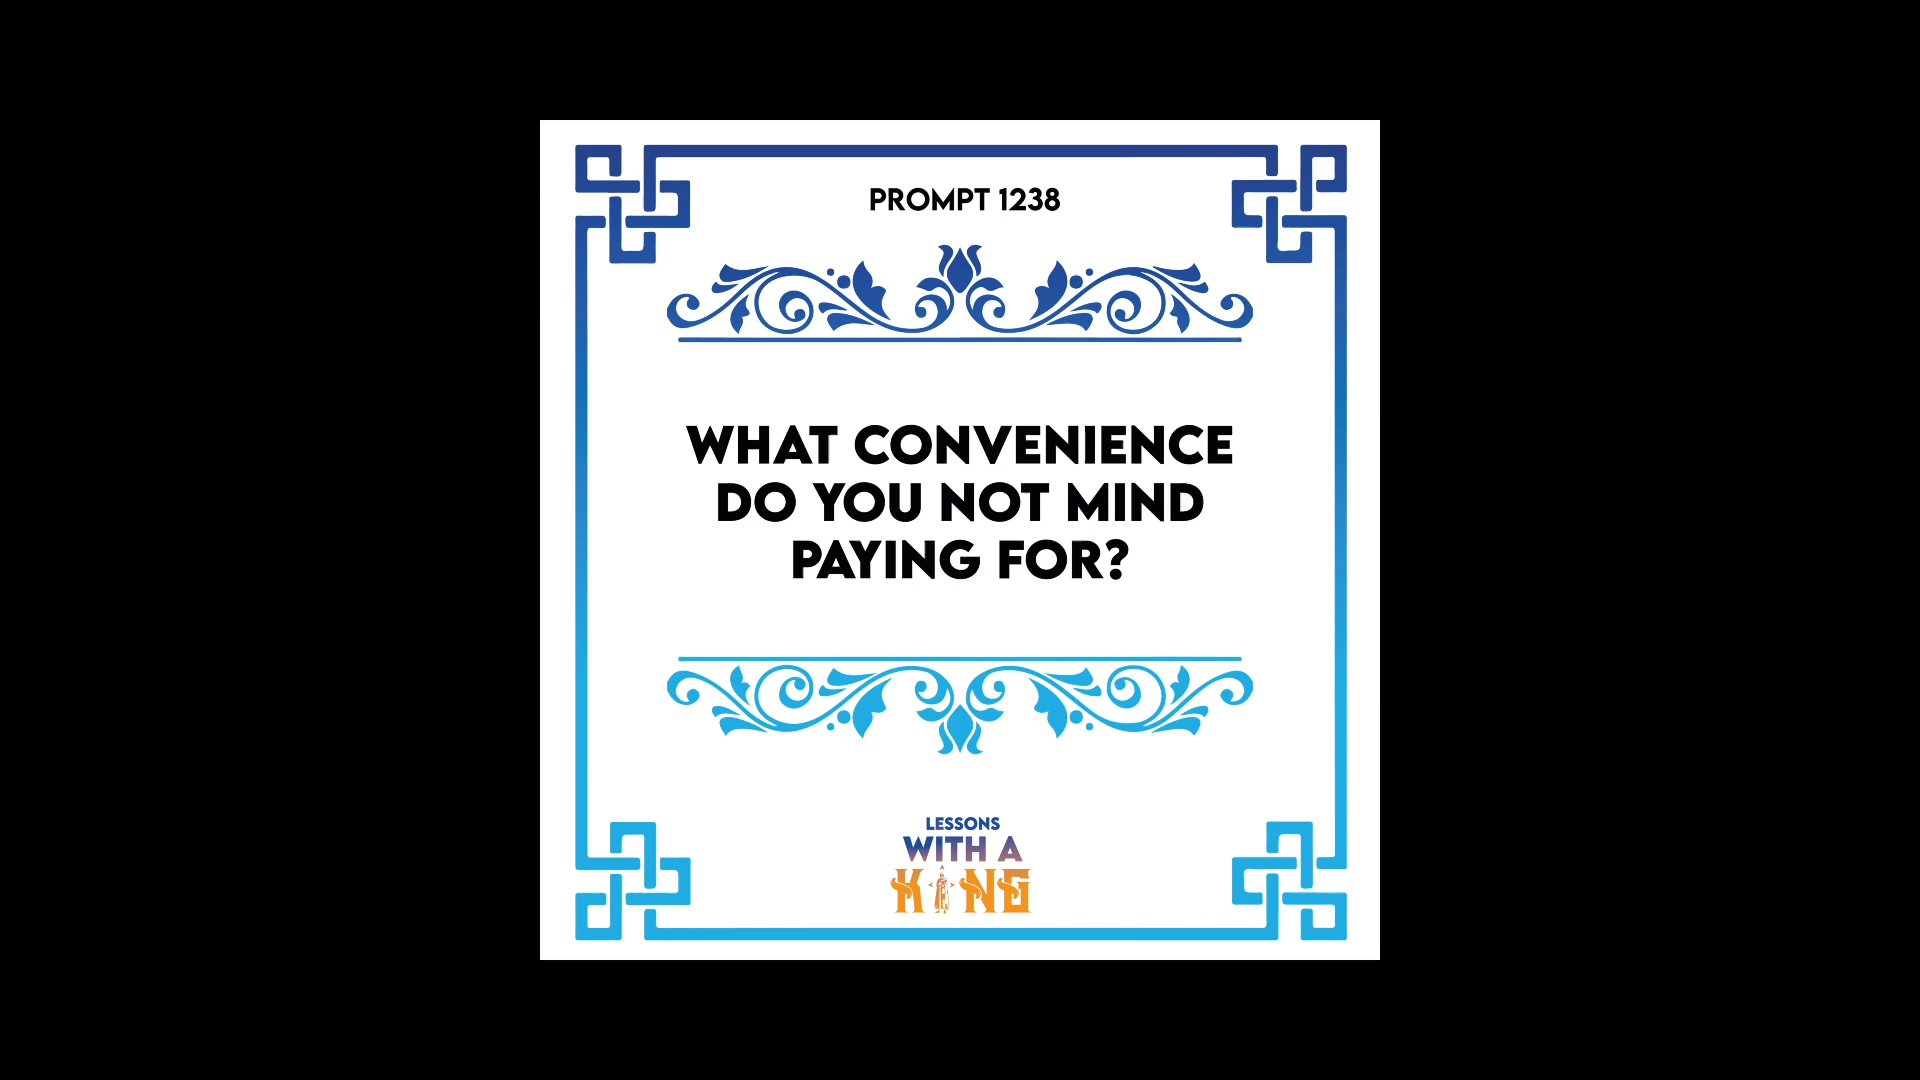 PROMPT 1238
WHAT CONVENIENCE
DO YOU NOT MIND
PAYING FOR?
LESSONS
WITH A
KING